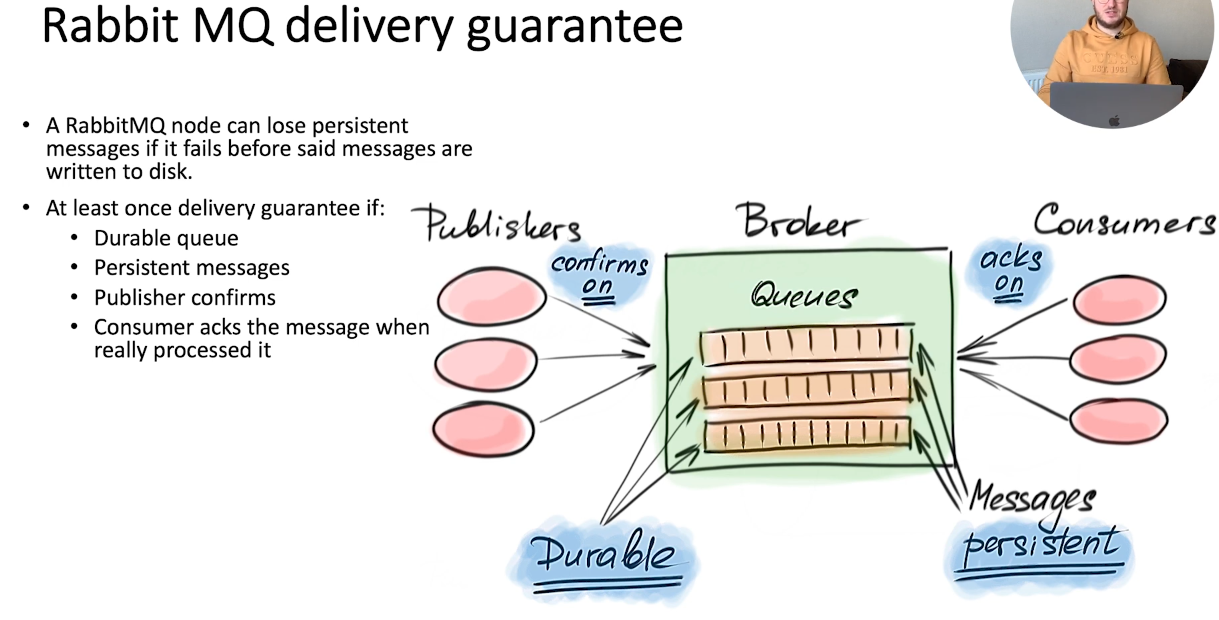 Rabbit MQ delivery guarantee
• A RabbitMQ node can lose persistent
messages if it fails before said messages are
written to disk.
• At least once delivery guarantee if:
• Durable queue
• Persistent messages
• Publisher confirms
• Consumer acks the message when
really processed it
Publishers
confirms
on
Broker
Queues
Consumers
acks
on
Durable
Messages
persistent